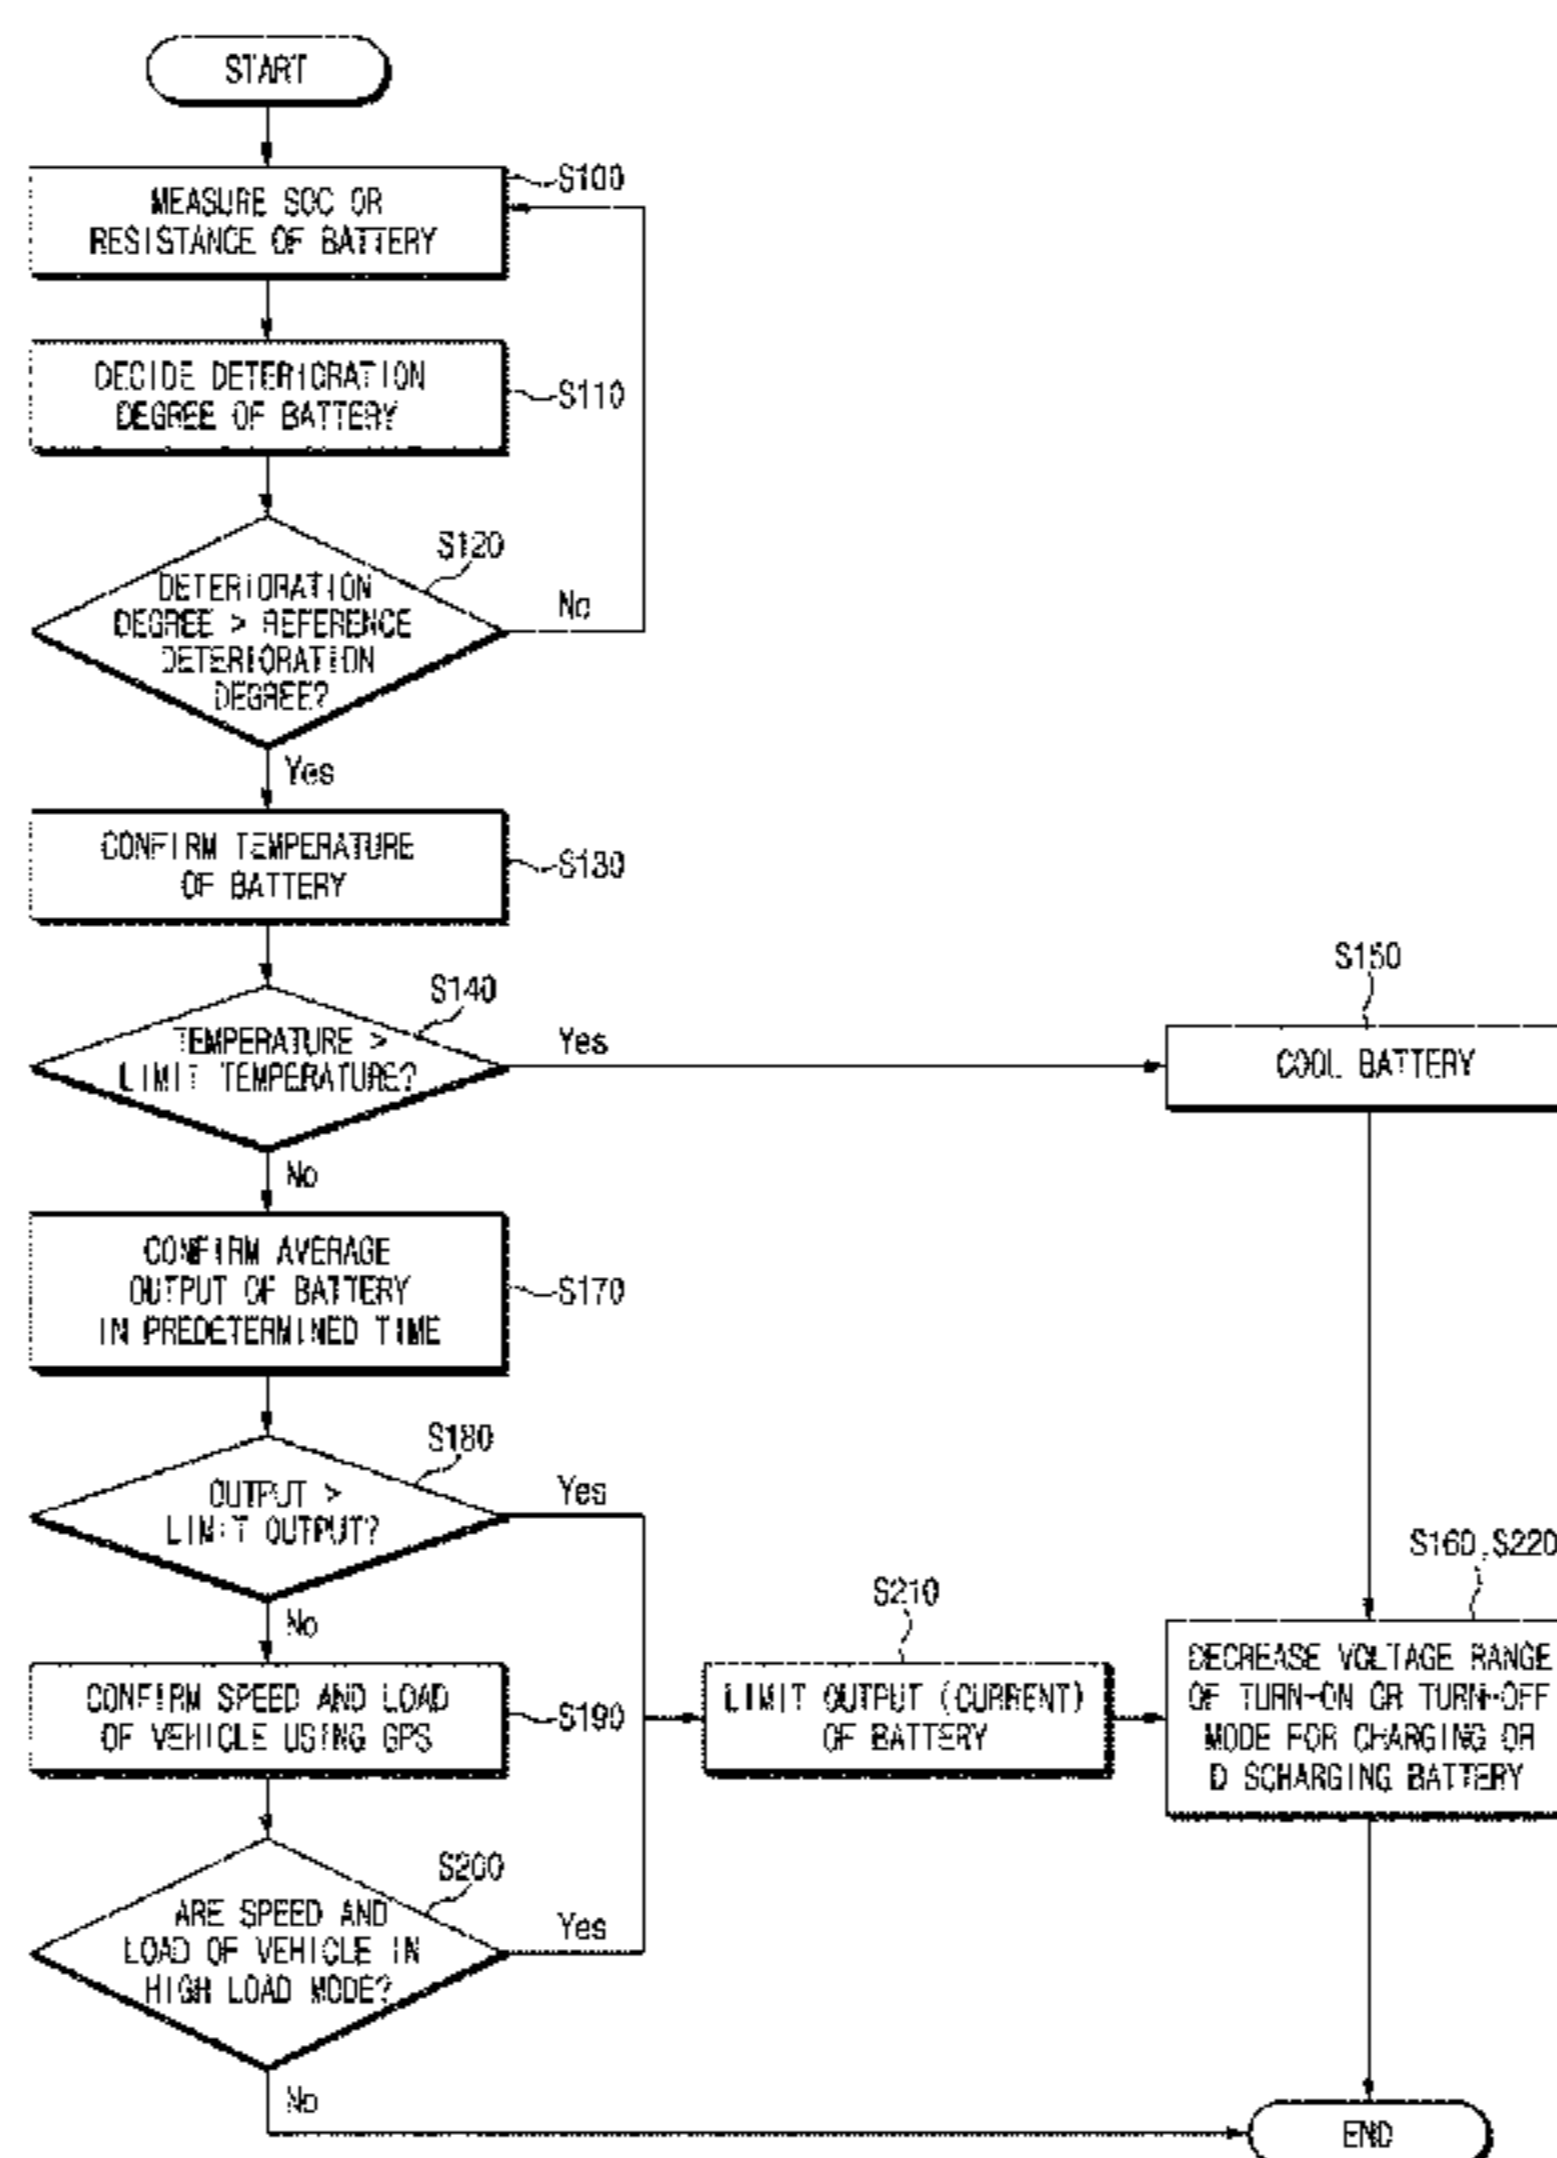 START
S100
MEASURE SOC OR
RESISTANCE OF BATTERY
DECIDE DETERIORATION
DEGREE OF BATTERY
S110
S120
DETERIORATION
DEGREE > REFERENCE
DETERIORATION
DEGREE?
No
Yes
CONFIRM TEMPERATURE
OF BATTERY
S130
S140
TEMPERATURE >
LIMIT TEMPERATURE?
Yes
S150
COOL BATTERY
No
CONFIRM AVERAGE
OUTPUT OF BATTERY
IN PREDETERMINED TIME
S170
S180
OUTPUT >
LIMIT OUTPUT?
Yes
No
S160, S220
S210
CONFIRM SPEED AND LOAD
OF VEHICLE USING GPS
S190
LIMIT OUTPUT (CURRENT)
OF BATTERY
DECREASE VOLTAGE RANGE
OF TURN-ON OR TURN-OFF
MODE FOR CHARGING OR
D SCHARGING BATTERY
S200
ARE SPEED AND
LOAD OF VEHICLE IN
HIGH LOAD MODE?
Yes
No
END